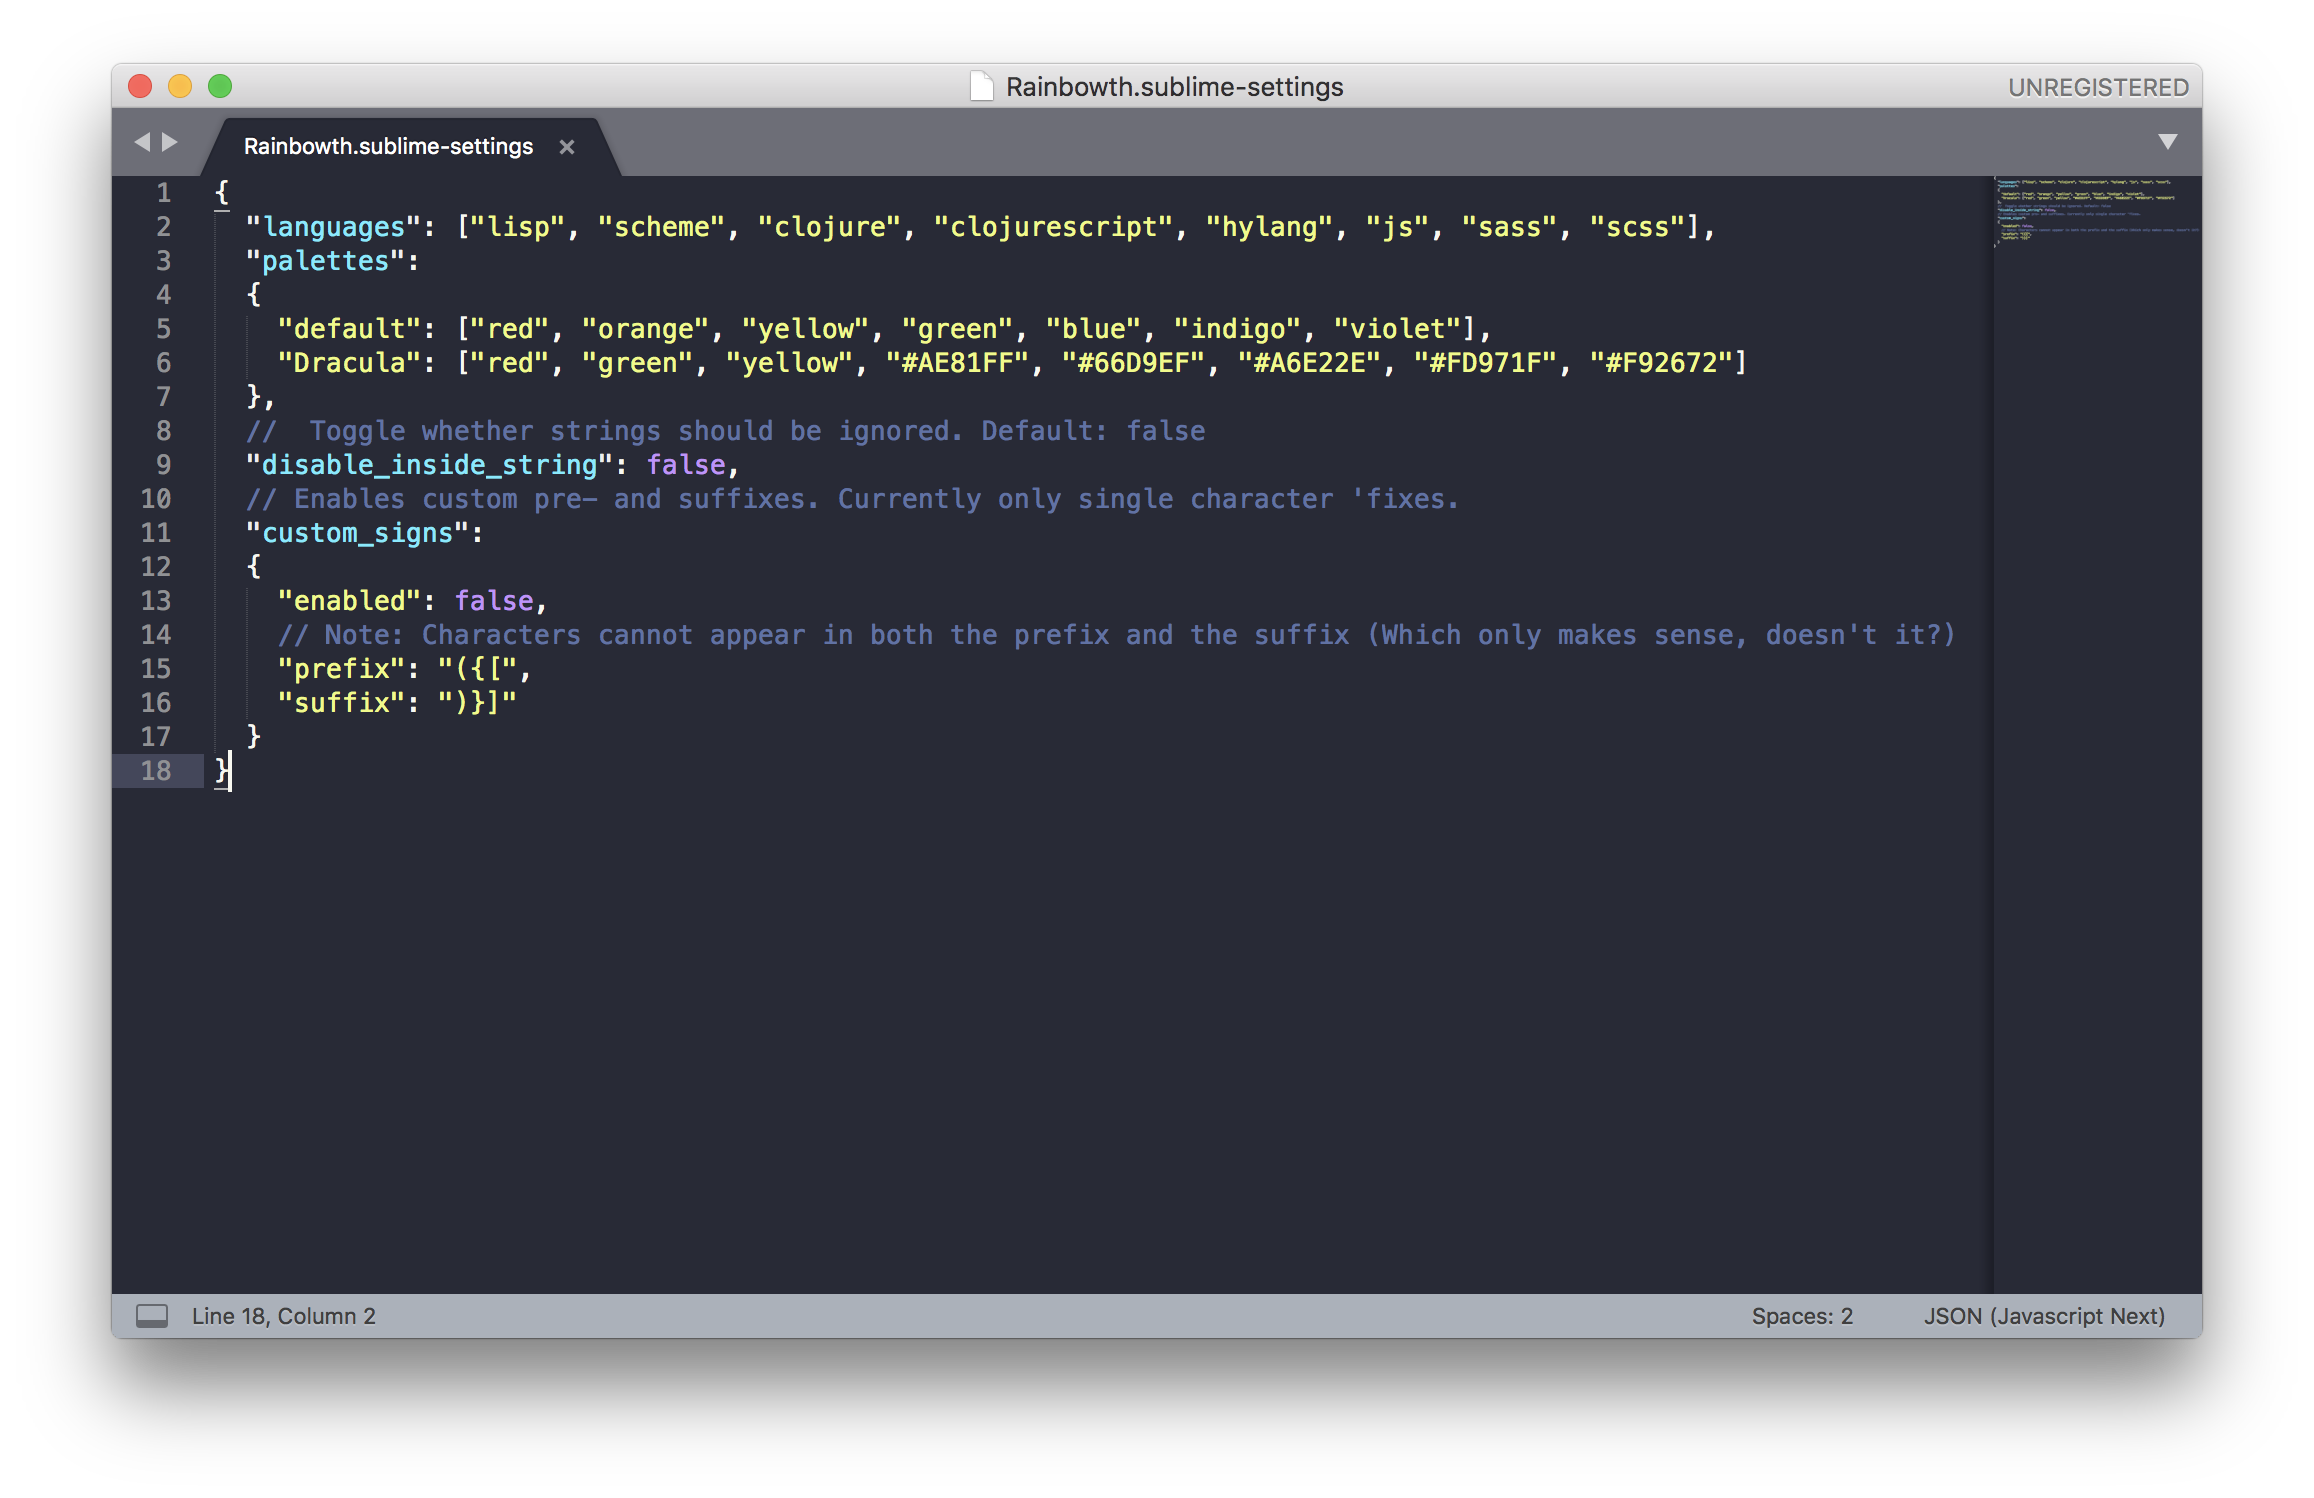 Rainbowth.sublime-settings
UNREGISTERED
Rainbowth.sublime-settings ×
1 {
2   "languages": ["lisp", "scheme", "clojure", "clojurescript", "hylang", "js", "sass", "scss"],
3   "palettes":
4   {
5     "default": ["red", "orange", "yellow", "green", "blue", "indigo", "violet"],
6     "Dracula": ["red", "green", "yellow", "#AE81FF", "#66D9EF", "#A6E22E", "#FD971F", "#F92672"]
7   },
8   //  Toggle whether strings should be ignored. Default: false
9   "disable_inside_string": false,
10   // Enables custom pre– and suffixes. Currently only single character 'fixes.
11   "custom_signs":
12   {
13     "enabled": false,
14     // Note: Characters cannot appear in both the prefix and the suffix (Which only makes sense, doesn't it?)
15     "prefix": "({[",
16     "suffix": ")}]"
17   }
18 }
Line 18, Column 2
Spaces: 2
JSON (Javascript Next)